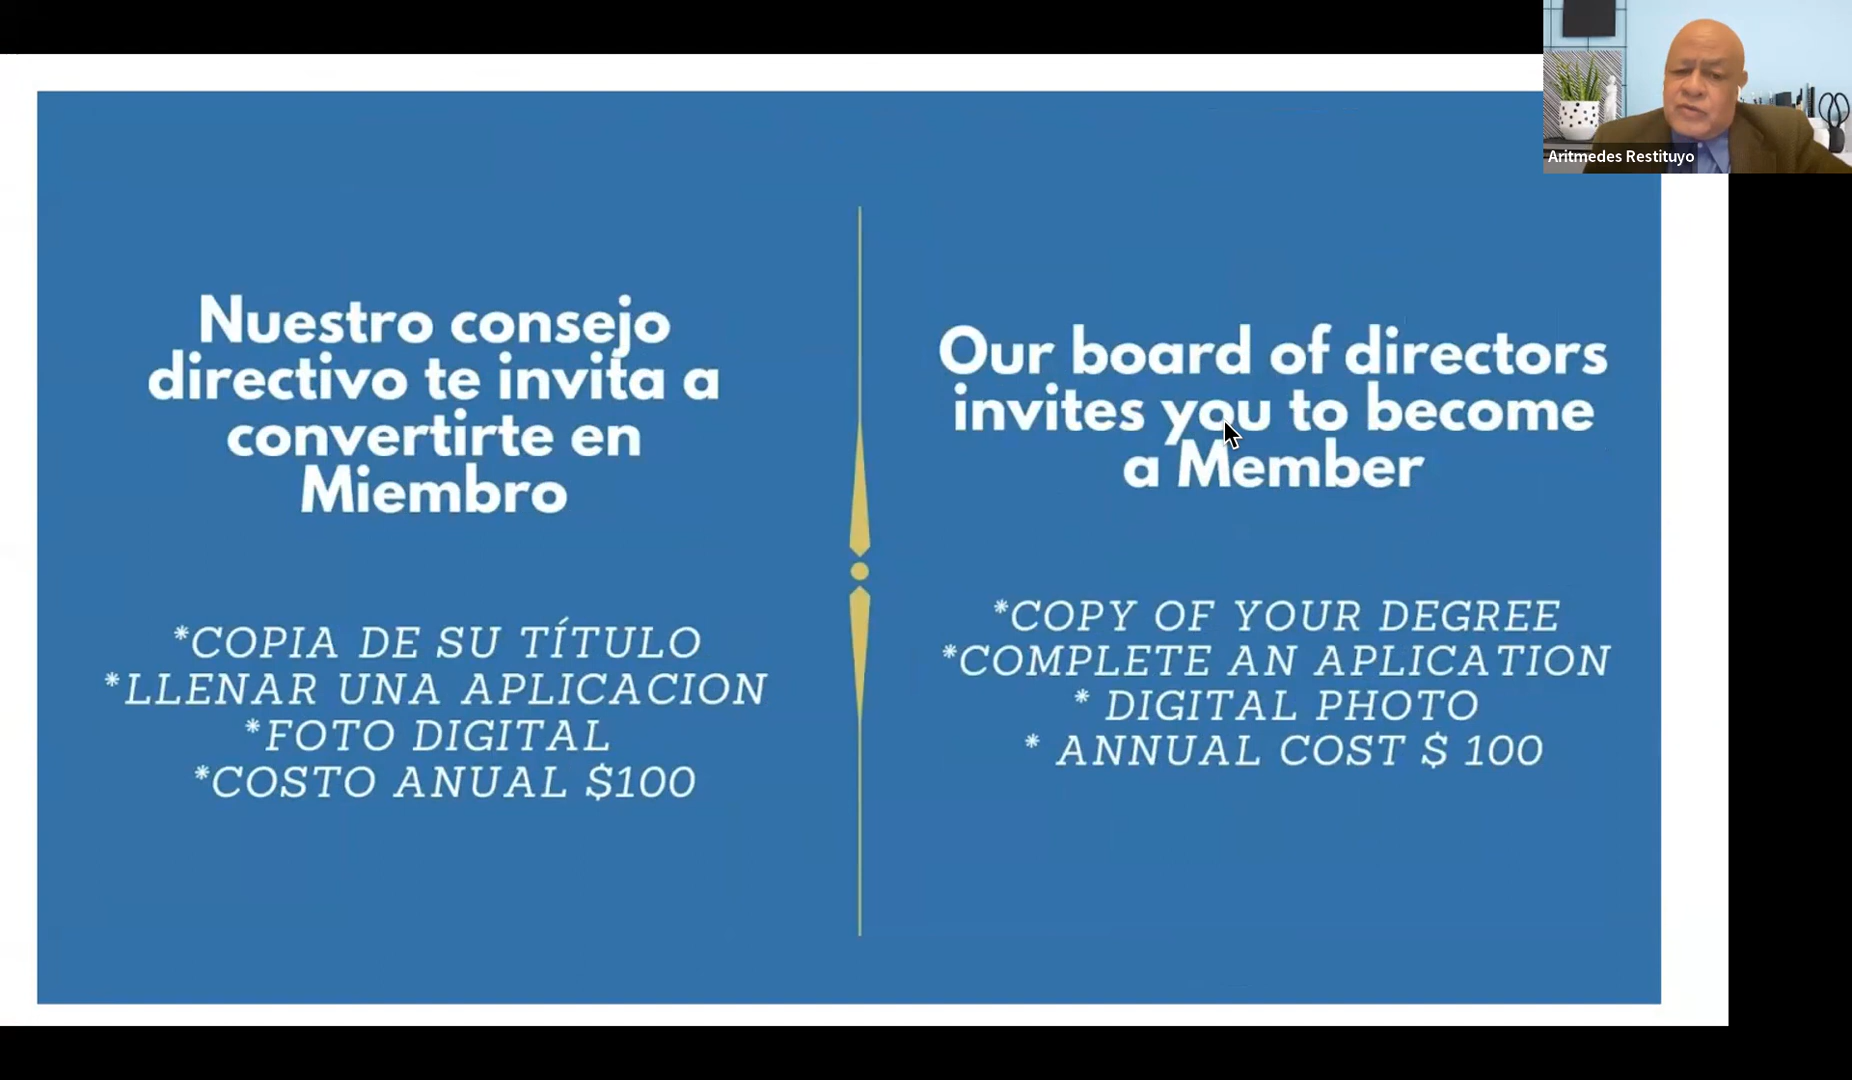 Aritmedes Restituyo
Nuestro consejo
directivo te invita a
convertirte en
Miembro
*COPIA DE SU TÍTULO
*LLENAR UNA APLICACION
*FOTO DIGITAL
*COSTO ANUAL $100
Our board of directors
invites you to become
a Member
*COPY OF YOUR DEGREE
*COMPLETE AN APLICATION
* DIGITAL PHOTO
* ANNUAL COST $ 100